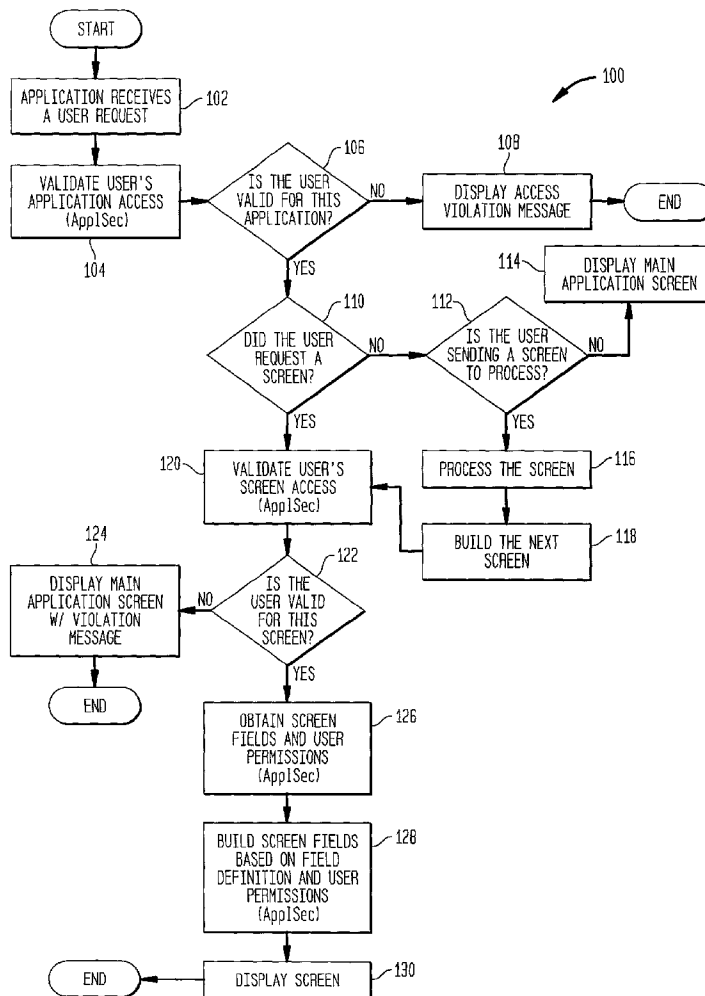 START
100
APPLICATION RECEIVES
A USER REQUEST
102
106
108
VALIDATE USER'S
APPLICATION ACCESS
(ApplSec)
104
IS THE USER
VALID FOR THIS
APPLICATION?
NO
DISPLAY ACCESS
VIOLATION MESSAGE
END
YES
114
DISPLAY MAIN
APPLICATION SCREEN
110
112
DID THE USER
REQUEST A
SCREEN?
NO
IS THE USER
SENDING A SCREEN
TO PROCESS?
NO
YES
YES
120
VALIDATE USER'S
SCREEN ACCESS
(ApplSec)
PROCESS THE SCREEN
116
BUILD THE NEXT
SCREEN
118
124
122
DISPLAY MAIN
APPLICATION SCREEN
W/ VIOLATION
MESSAGE
NO
IS THE
USER VALID
FOR THIS
SCREEN?
END
YES
OBTAIN SCREEN
FIELDS AND USER
PERMISSIONS
(ApplSec)
126
BUILD SCREEN FIELDS
BASED ON FIELD
DEFINITION AND USER
PERMISSIONS
(ApplSec)
128
END
DISPLAY SCREEN
130